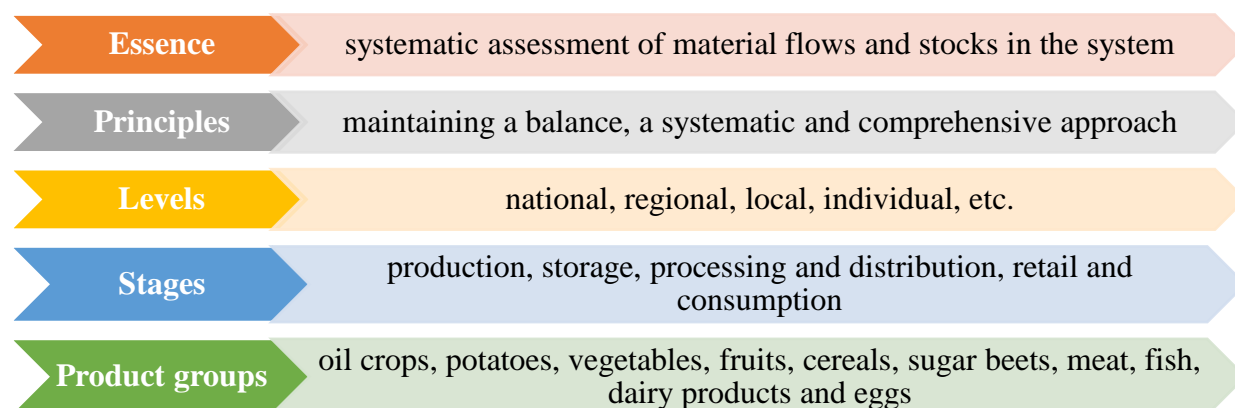 Essence
systematic assessment of material flows and stocks in the system
Principles
maintaining a balance, a systematic and comprehensive approach
Levels
national, regional, local, individual, etc.
Stages
production, storage, processing and distribution, retail and
consumption
Product groups
oil crops, potatoes, vegetables, fruits, cereals, sugar beets, meat, fish,
dairy products and eggs